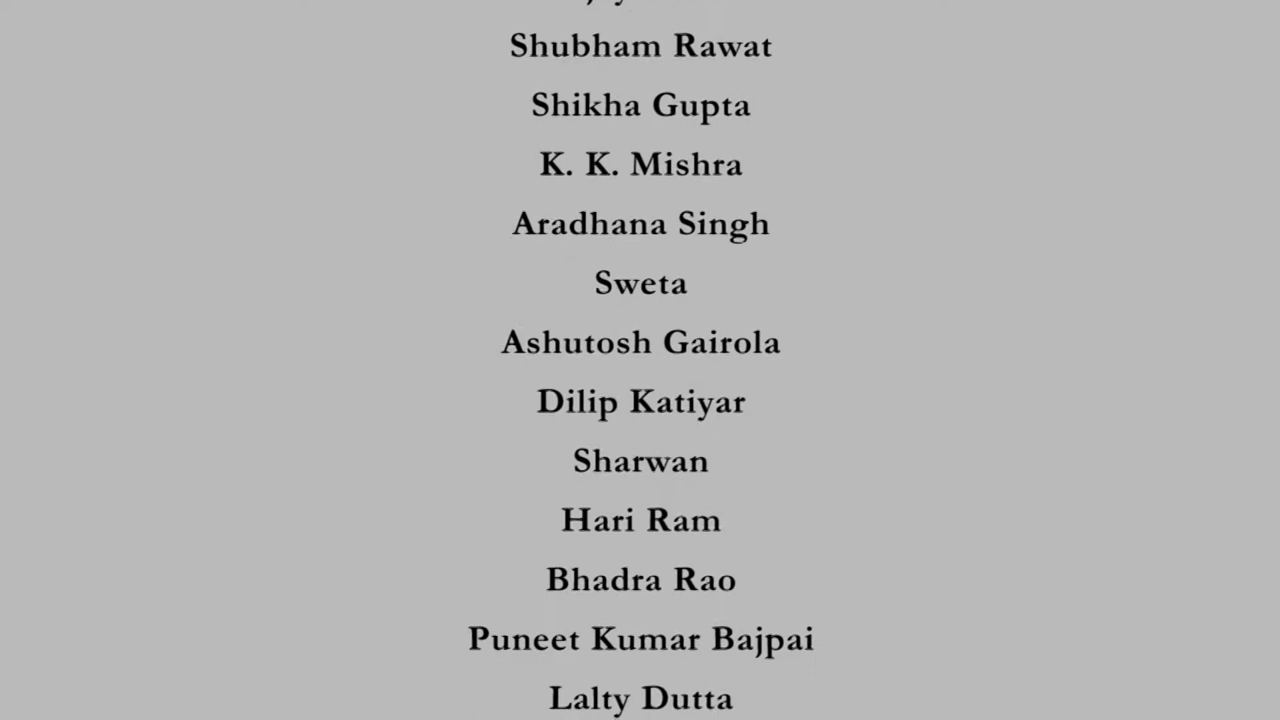 Shubham Rawat
Shikha Gupta
K. K. Mishra
Aradhana Singh
Sweta
Ashutosh Gairola
Dilip Katiyar
Sharwan
Hari Ram
Bhadra Rao
Puneet Kumar Bajpai
Lalty Dutta